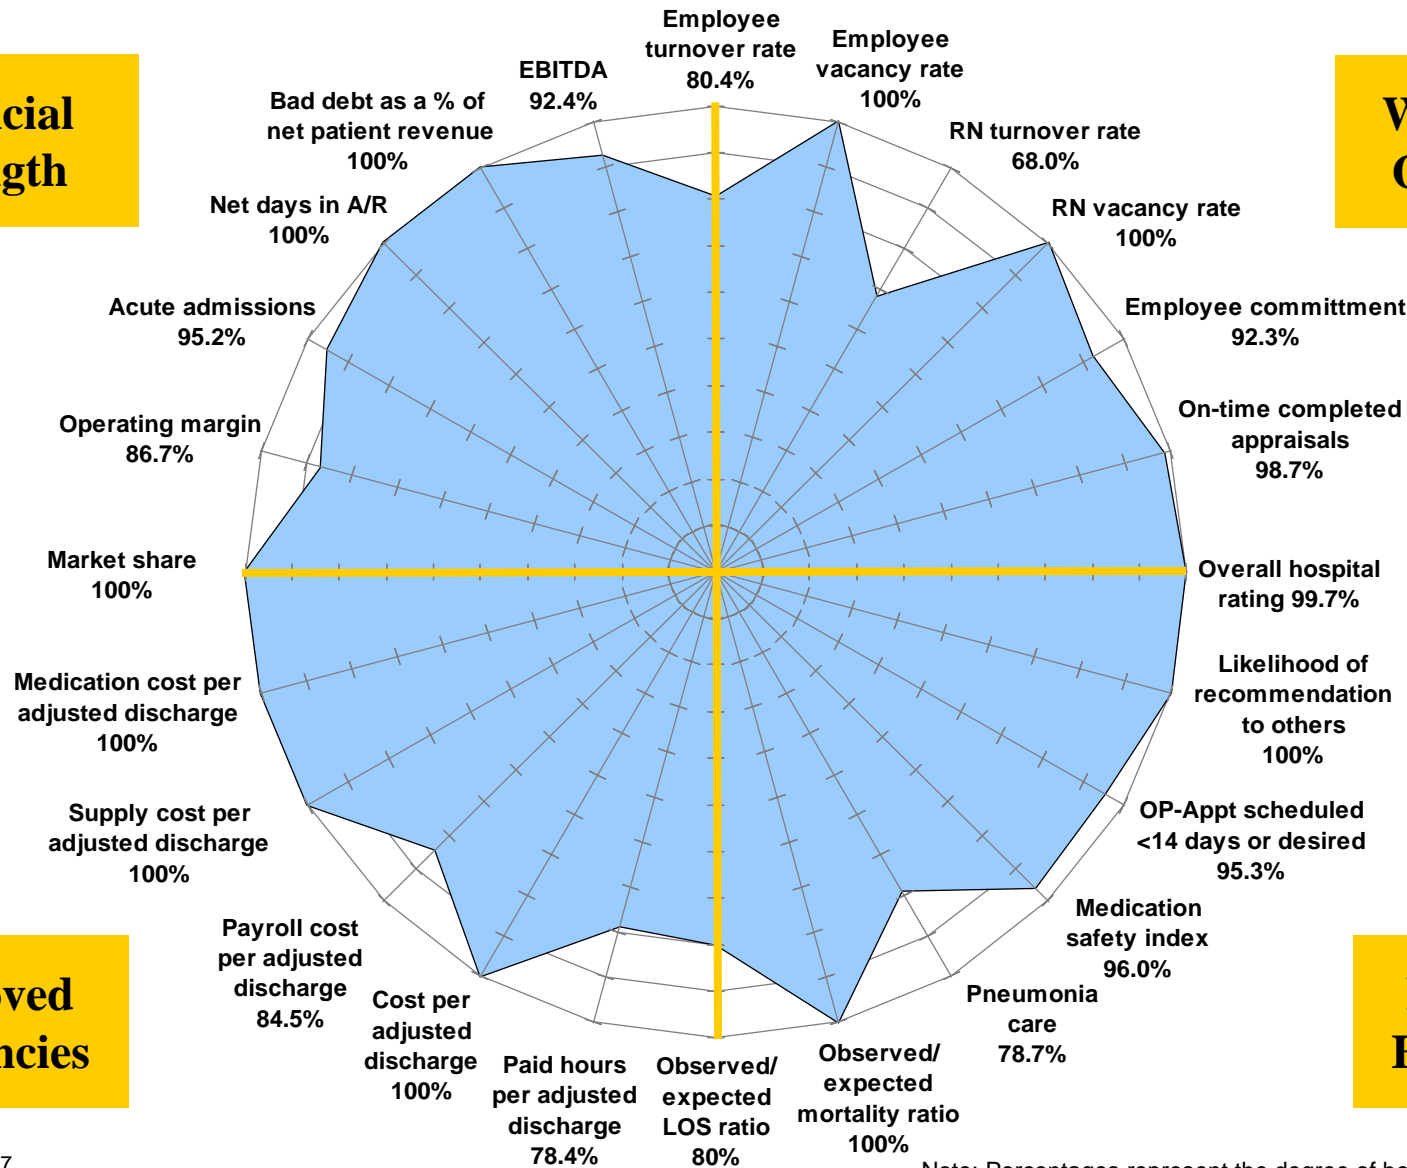 Employee
turnover rate
80.4%
Employee
vacancy rate
100%
RN turnover rate
68.0%
RN vacancy rate
100%
Employee committment
92.3%
On-time completed
appraisals
98.7%
Overall hospital
rating 99.7%
Likelihood of
recommendation
to others
100%
OP-Appt scheduled
<14 days or desired
95.3%
Medication
safety index
96.0%
Pneumonia
care
78.7%
Observed/
expected
mortality ratio
100%
Observed/
expected
LOS ratio
80%
Paid hours
per adjusted
discharge
78.4%
Cost per
adjusted
discharge
100%
Payroll cost
per adjusted
discharge
84.5%
Supply cost per
adjusted discharge
100%
Medication cost per
adjusted discharge
100%
Market share
100%
Operating margin
86.7%
Acute admissions
95.2%
Net days in A/R
100%
Bad debt as a % of
net patient revenue
100%
EBITDA
92.4%
cial
gth
oved
ncies
7